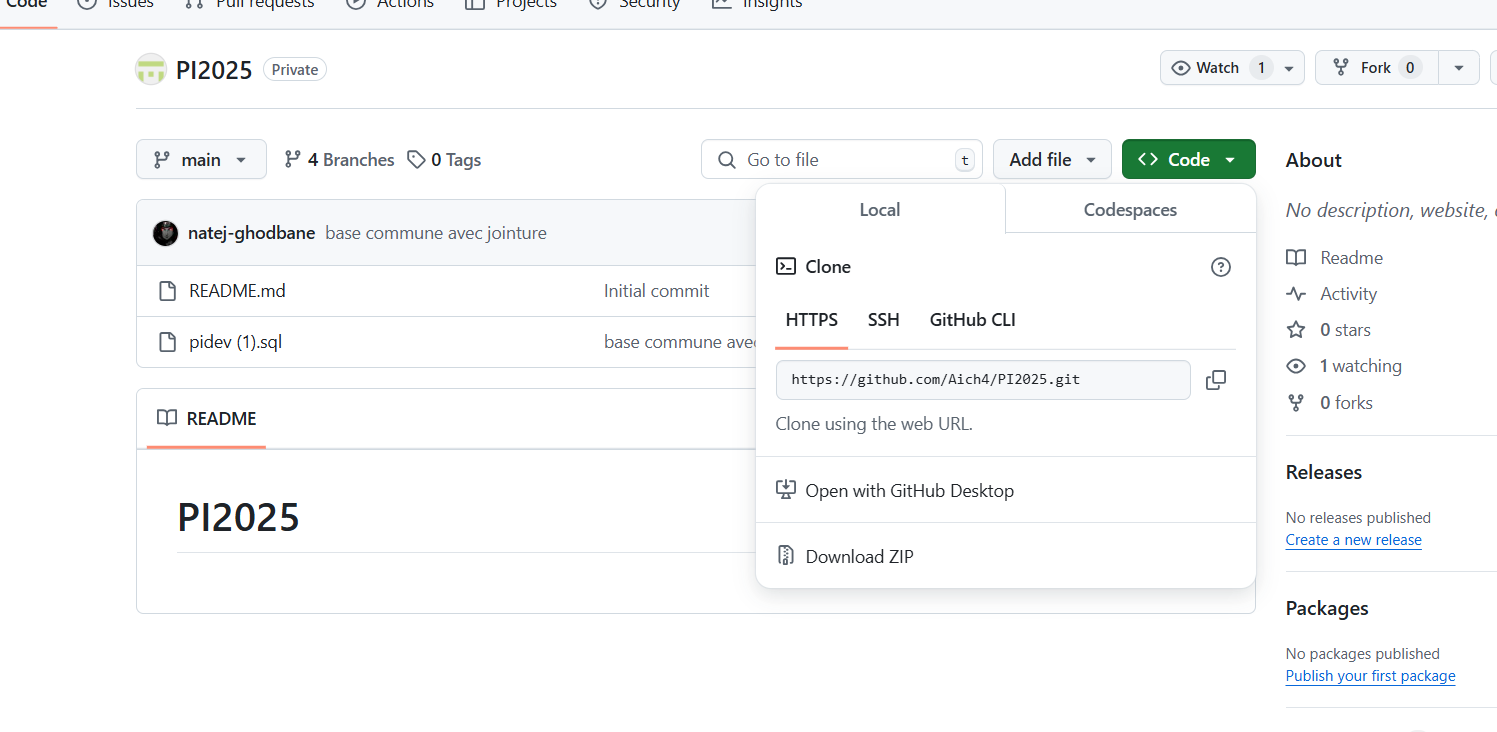 Code Issues Pull requests Actions Projects Security Insights
PI2025 Private
Watch 1 Fork 0
main 4 Branches 0 Tags
Go to file t Add file Code
natej-ghodbane base commune avec jointure
README.md Initial commit
pidev (1).sql base commune avec
README
PI2025
Local Codespaces
Clone
HTTPS SSH GitHub CLI
https://github.com/Aich4/PI2025.git
Clone using the web URL.
Open with GitHub Desktop
Download ZIP
About
No description, website,
Readme
Activity
0 stars
1 watching
0 forks
Releases
No releases published
Create a new release
Packages
No packages published
Publish your first package